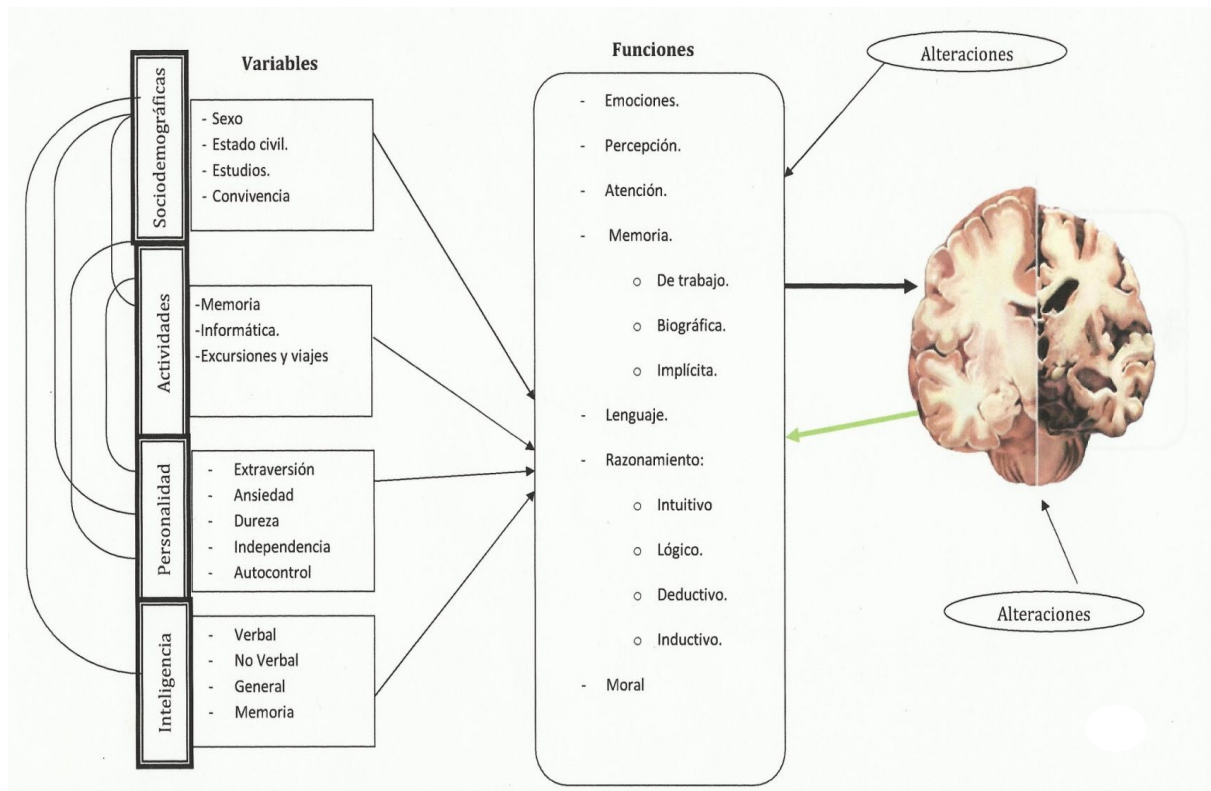 Variables
Sociodemográficas
- Sexo
- Estado civil.
- Estudios.
- Convivencia
Actividades
-Memoria
-Informática.
-Excursiones y viajes
Personalidad
- Extraversión
- Ansiedad
- Dureza
- Independencia
- Autocontrol
Inteligencia
- Verbal
- No Verbal
- General
- Memoria
Funciones
- Emociones.
- Percepción.
- Atención.
- Memoria.
o De trabajo.
o Biográfica.
o Implícita.
- Lenguaje.
- Razonamiento:
o Intuitivo
o Lógico.
o Deductivo.
o Inductivo.
- Moral
Alteraciones
Alteraciones